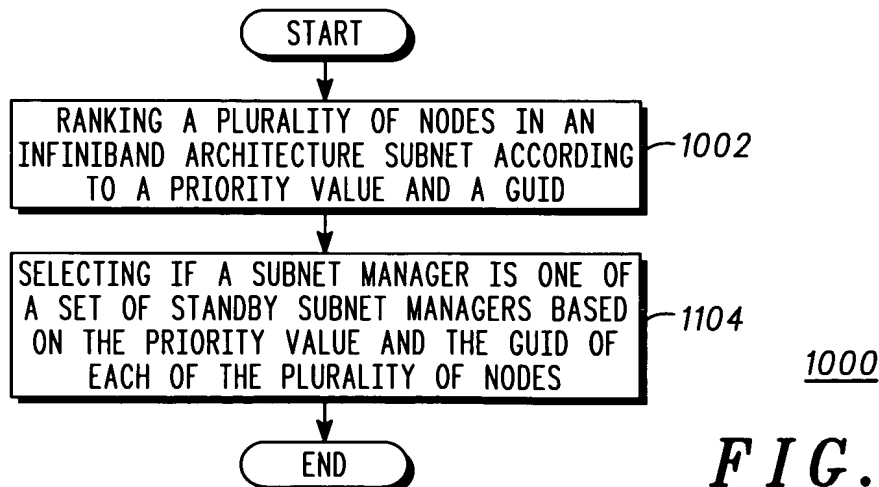 START
RANKING A PLURALITY OF NODES IN AN
INFINIBAND ARCHITECTURE SUBNET ACCORDING
TO A PRIORITY VALUE AND A GUID
1002
SELECTING IF A SUBNET MANAGER IS ONE OF
A SET OF STANDBY SUBNET MANAGERS BASED
ON THE PRIORITY VALUE AND THE GUID OF
EACH OF THE PLURALITY OF NODES
1104
1000
END
FIG.